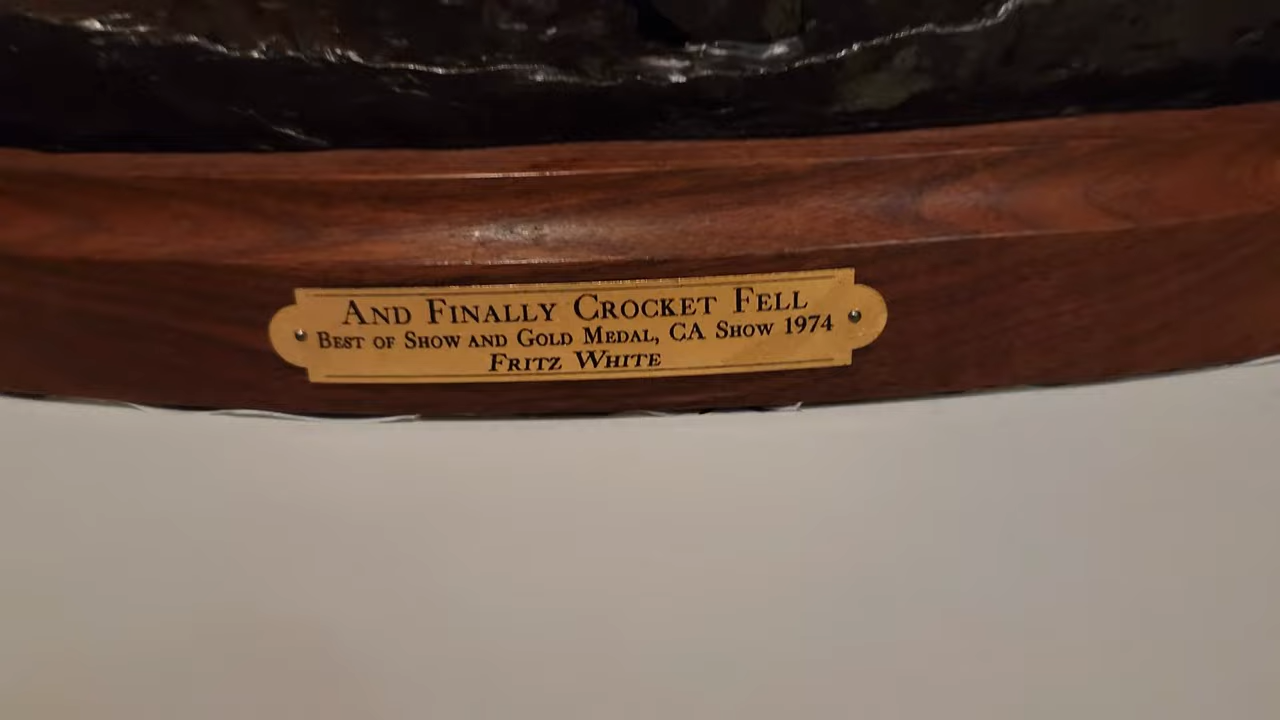 And Finally Crocket Fell
Best of Show and Gold Medal, CA Show 1974
Fritz White